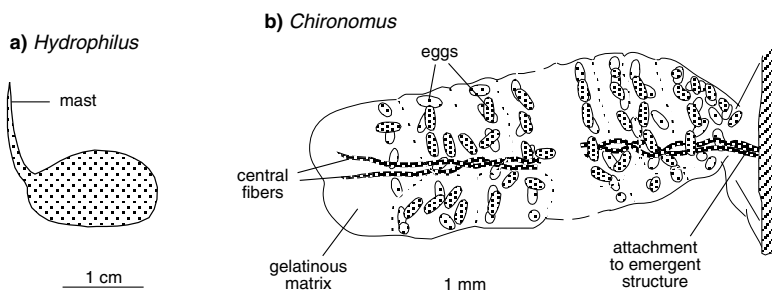 a) Hydrophilus
mast
1 cm
b) Chironomus
eggs
central
fibers
gelatinous
matrix
1 mm
attachment
to emergent
structure